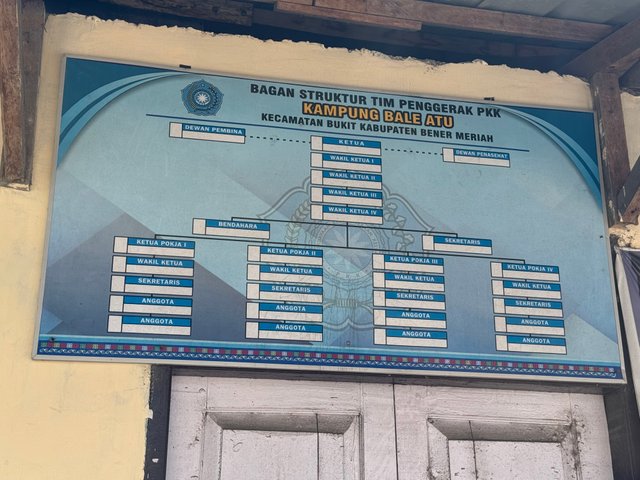 BAGAN STRUKTUR TIM PENGGERAK PKK
KAMPUNG BALE ATU
KECAMATAN BUKIT KABUPATEN BENER MERIAH
DEWAN PEMBINA
KETUA
DEWAN PENASEHAT
WAKIL KETUA I
WAKIL KETUA II
WAKIL KETUA III
WAKIL KETUA IV
BENDAHARA
SEKRETARIS
KETUA POKJA I
WAKIL KETUA
SEKRETARIS
ANGGOTA
ANGGOTA
KETUA POKJA II
WAKIL KETUA
SEKRETARIS
ANGGOTA
ANGGOTA
KETUA POKJA III
WAKIL KETUA
SEKRETARIS
ANGGOTA
ANGGOTA
KETUA POKJA IV
WAKIL KETUA
SEKRETARIS
ANGGOTA
ANGGOTA